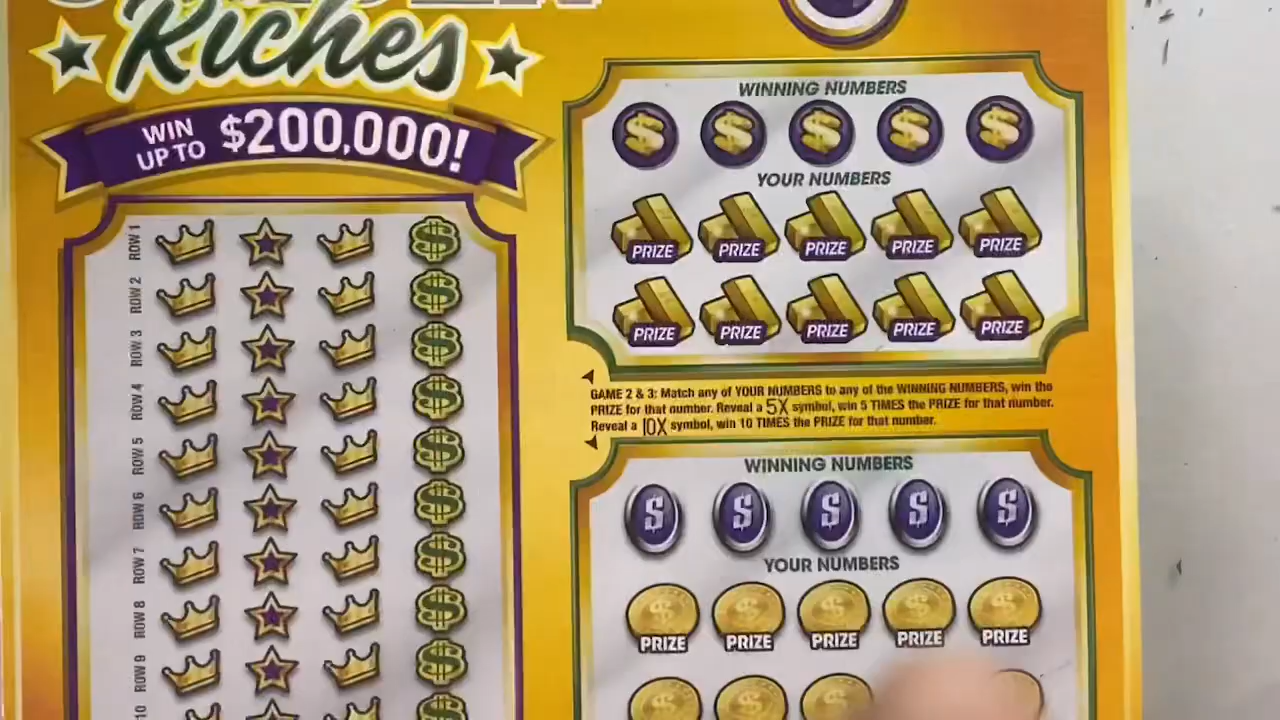 Riches
WIN
UP TO $200,000!
ROW 1
ROW 2
ROW 3
ROW 4
ROW 5
ROW 6
ROW 7
ROW 8
ROW 9
10
WINNING NUMBERS
$ $ $ $ $
YOUR NUMBERS
PRIZE PRIZE PRIZE PRIZE PRIZE
PRIZE PRIZE PRIZE PRIZE PRIZE
GAME 2 & 3: Match any of YOUR NUMBERS to any of the WINNING NUMBERS, win the
PRIZE for that number. Reveal a 5X symbol, win 5 TIMES the PRIZE for that number.
Reveal a 10X symbol, win 10 TIMES the PRIZE for that number.
WINNING NUMBERS
$ $ $ $ $
YOUR NUMBERS
PRIZE PRIZE PRIZE PRIZE PRIZE